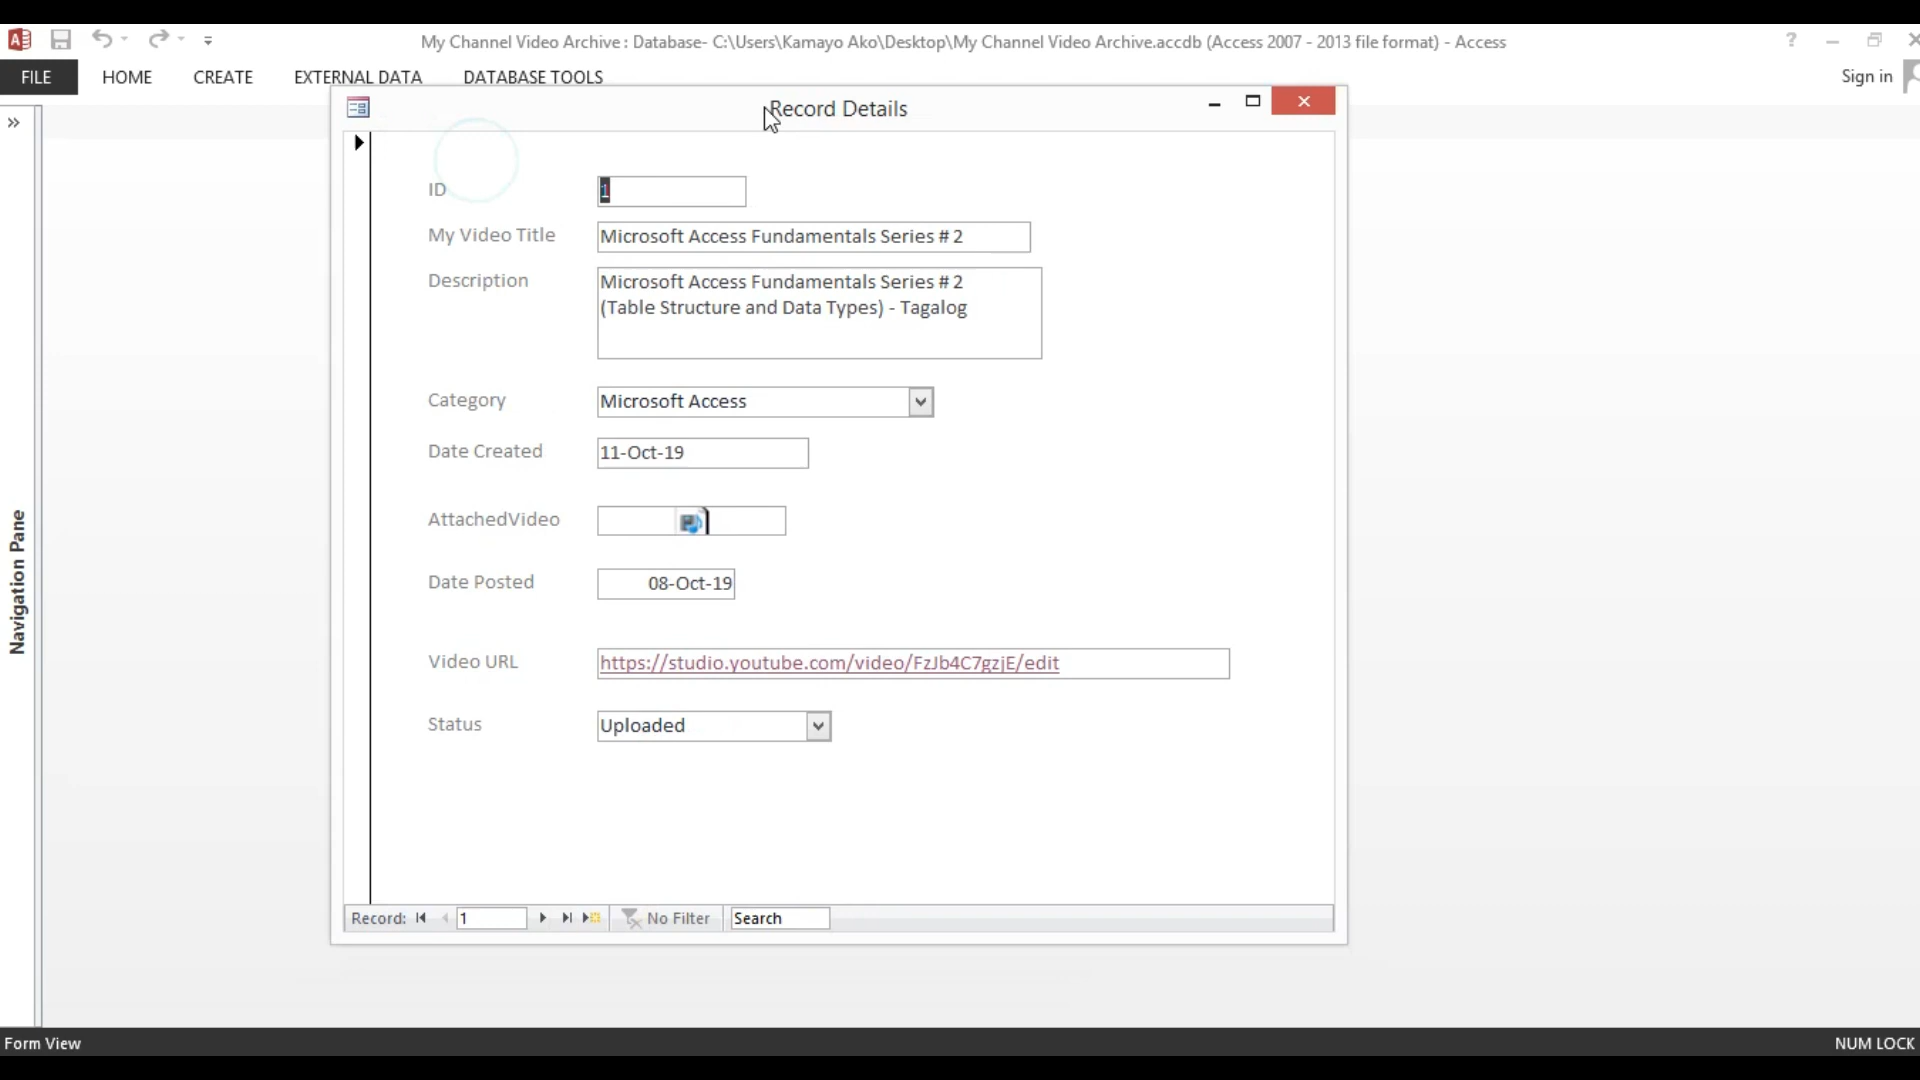 My Channel Video Archive : Database- C:\Users\Kamayo Ako\Desktop\My Channel Video Archive.accdb (Access 2007 - 2013 file format) - Access
?
FILE HOME CREATE EXTERNAL DATA DATABASE TOOLS Sign in
Record Details
ID 1
My Video Title Microsoft Access Fundamentals Series # 2
Description Microsoft Access Fundamentals Series # 2
(Table Structure and Data Types) - Tagalog
Category Microsoft Access
Date Created 11-Oct-19
AttachedVideo
Date Posted 08-Oct-19
Video URL https://studio.youtube.com/video/FzJb4C7gzjE/edit
Status Uploaded
Navigation Pane
Record: 1 No Filter Search
Form View NUM LOCK